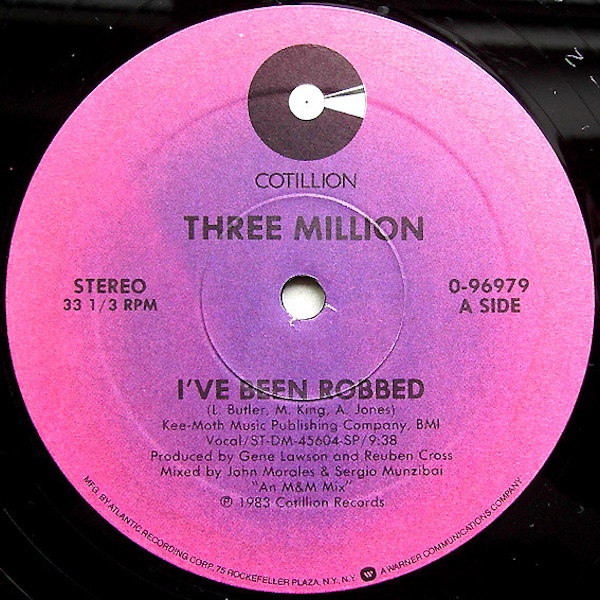 COTILLION
THREE MILLION
STEREO
33 1/3 RPM
0-96979
A SIDE
I'VE BEEN ROBBED
(L. Butler, M. King, A. Jones)
Kee-Moth Music Publishing Company, BMI
Vocal/ST-DM-45604-SP/9:38
Produced by Gene Lawson and Reuben Cross
Mixed by John Morales & Sergio Munzibai
"An M&M Mix"
℗ 1983 Cotillion Records
MFG. BY ATLANTIC RECORDING CORP. 75 ROCKEFELLER PLAZA, N.Y., N.Y. W A WARNER COMMUNICATIONS COMPANY